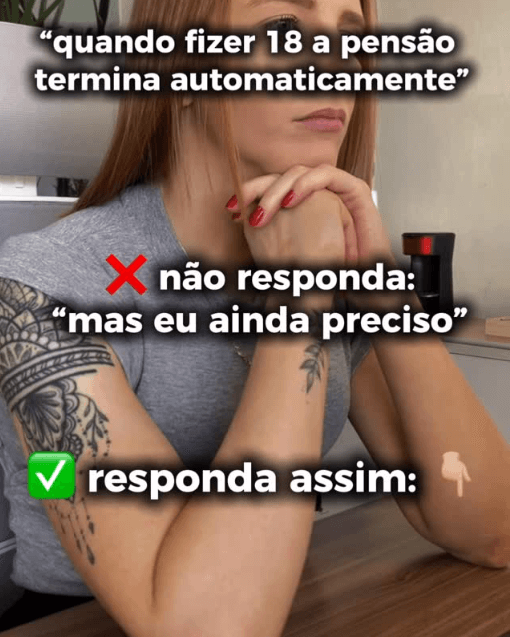 “quando fizer 18 a pensão
termina automaticamente”
❌ não responda:
“mas eu ainda preciso”
✅ responda assim: 👇🏻